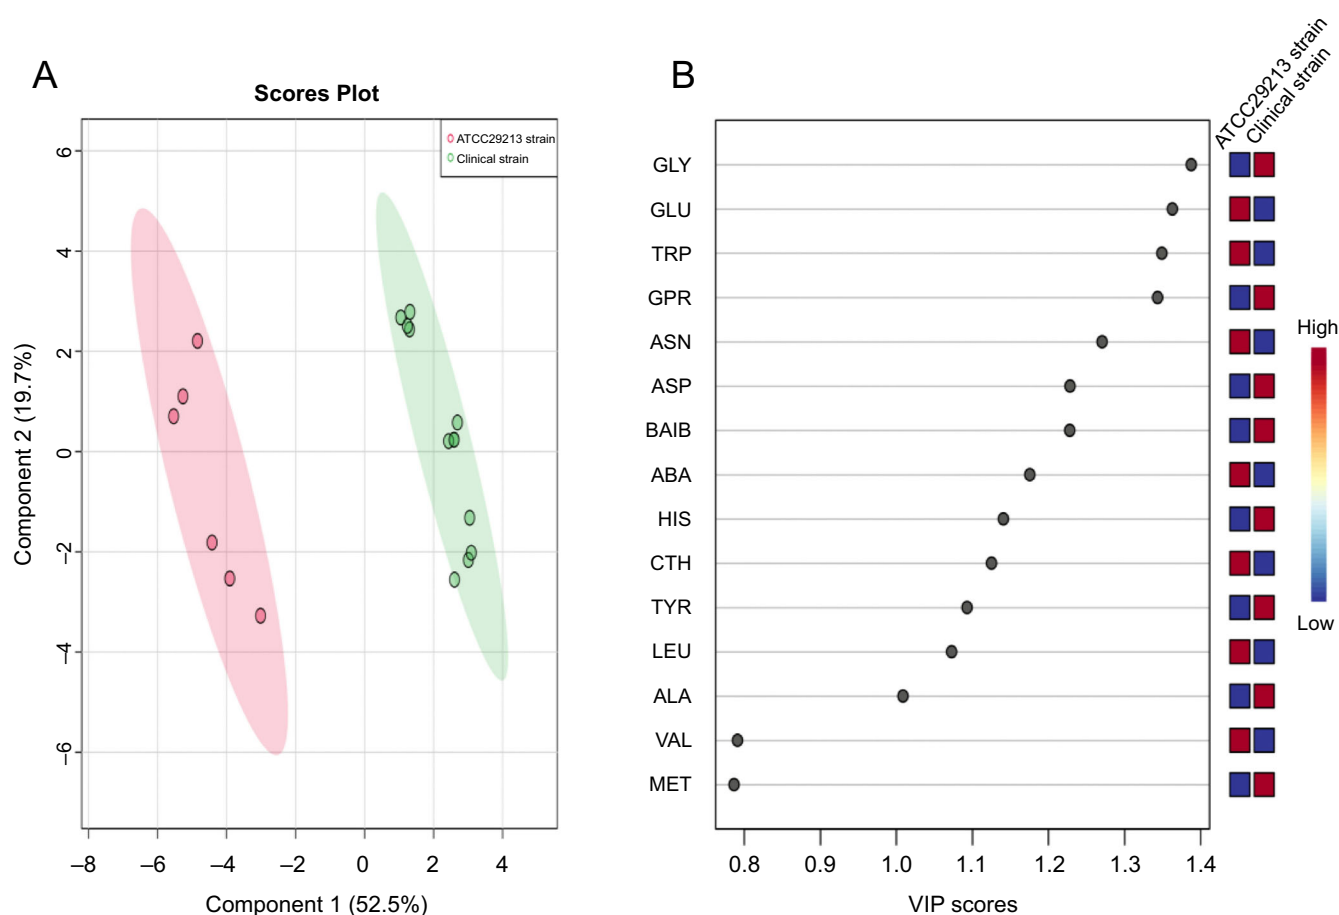 A
Scores Plot
ATCC29213 strain
Clinical strain
6
4
2
0
–2
–4
–6
Component 2 (19.7%)
–8 –6 –4 –2 0 2 4
Component 1 (52.5%)
B
ATCC29213 strain
Clinical strain
GLY
GLU
TRP
GPR
ASN
ASP
BAIB
ABA
HIS
CTH
TYR
LEU
ALA
VAL
MET
0.8 0.9 1.0 1.1 1.2 1.3 1.4
VIP scores
High
Low